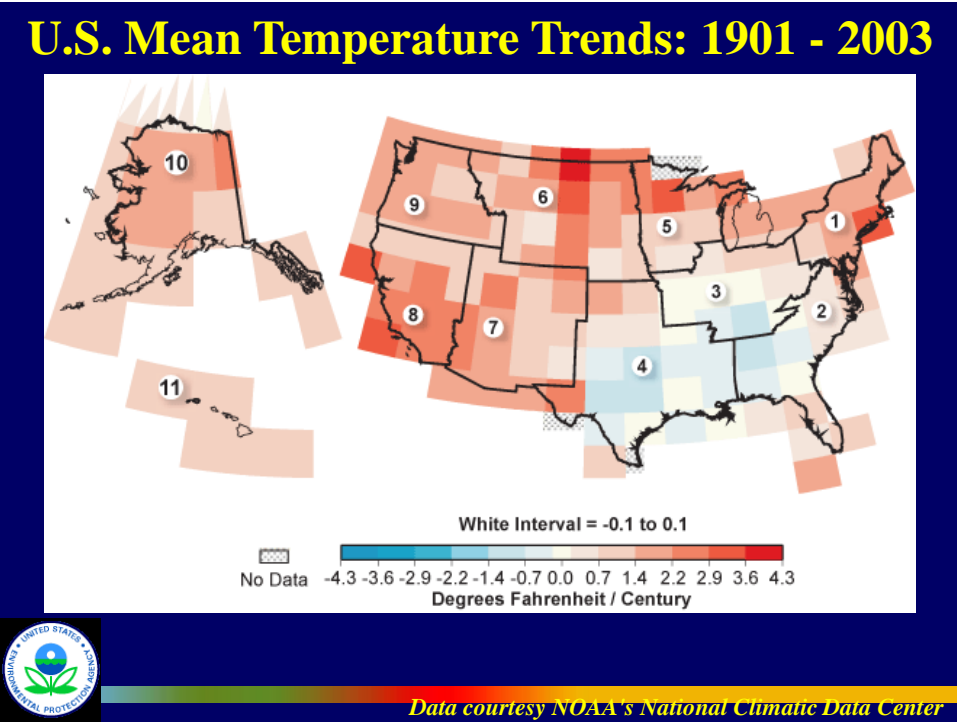 U.S. Mean Temperature Trends: 1901 - 2003
10
9
6
5
1
3
2
8
7
4
11
White Interval = -0.1 to 0.1
No Data
-4.3 -3.6 -2.9 -2.2 -1.4 -0.7 0.0 0.7 1.4 2.2 2.9 3.6 4.3
Degrees Fahrenheit / Century
UNITED STATES
ENVIRONMENTAL PROTECTION AGENCY
Data courtesy NOAA's National Climatic Data Center